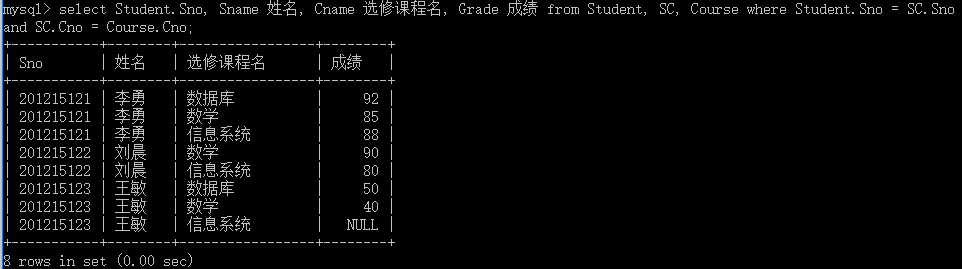 mysql> select Student.Sno, Sname 姓名, Cname 选修课程名, Grade 成绩 from Student, SC, Course where Student.Sno = SC.Sno
and SC.Cno = Course.Cno;
+-----------+--------+-----------------+--------+
| Sno       | 姓名   | 选修课程名      | 成绩   |
+-----------+--------+-----------------+--------+
| 201215121 | 李勇   | 数据库          |     92 |
| 201215121 | 李勇   | 数学            |     85 |
| 201215121 | 李勇   | 信息系统        |     88 |
| 201215122 | 刘晨   | 数学            |     90 |
| 201215122 | 刘晨   | 信息系统        |     80 |
| 201215123 | 王敏   | 数据库          |     50 |
| 201215123 | 王敏   | 数学            |     40 |
| 201215123 | 王敏   | 信息系统        |   NULL |
+-----------+--------+-----------------+--------+
8 rows in set (0.00 sec)